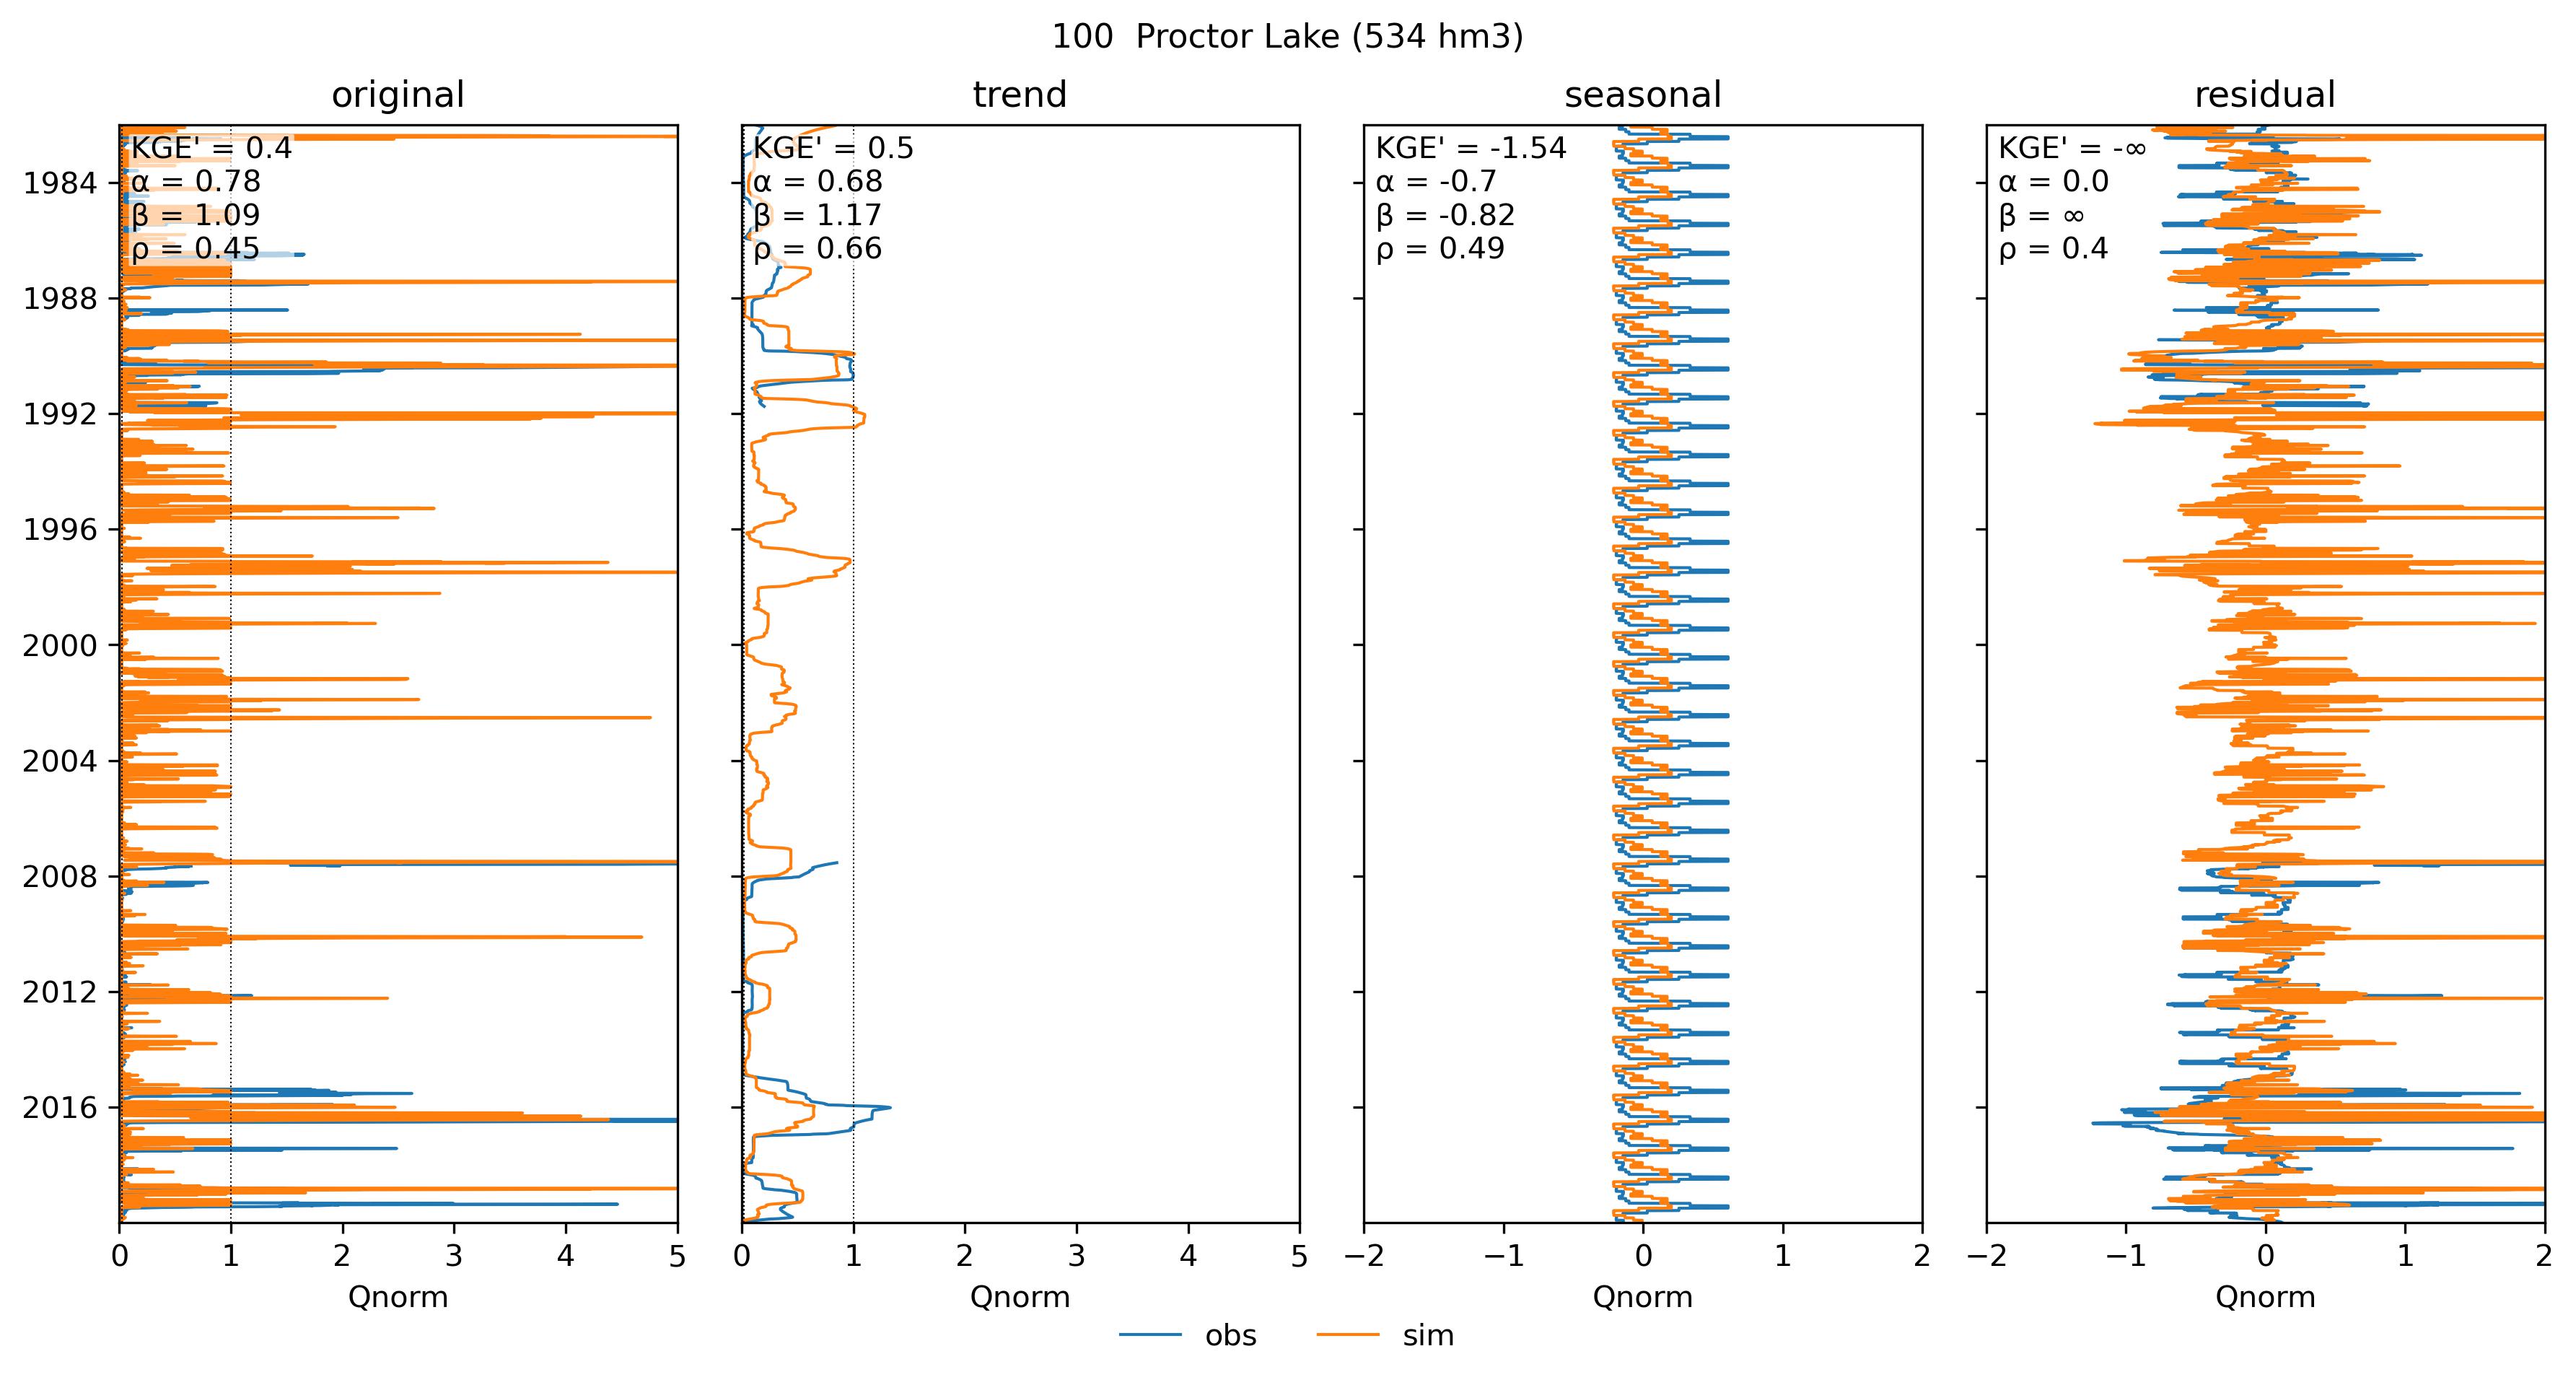 100  Proctor Lake (534 hm3)
original
trend
seasonal
residual
KGE' = 0.4
α = 0.78
β = 1.09
ρ = 0.45
KGE' = 0.5
α = 0.68
β = 1.17
ρ = 0.66
KGE' = -1.54
α = -0.7
β = -0.82
ρ = 0.49
KGE' = -∞
α = 0.0
β = ∞
ρ = 0.4
1984
1988
1992
1996
2000
2004
2008
2012
2016
0 1 2 3 4 5
0 1 2 3 4 5
−2 −1 0 1 2
−2 −1 0 1 2
Qnorm
Qnorm
Qnorm
Qnorm
obs
sim